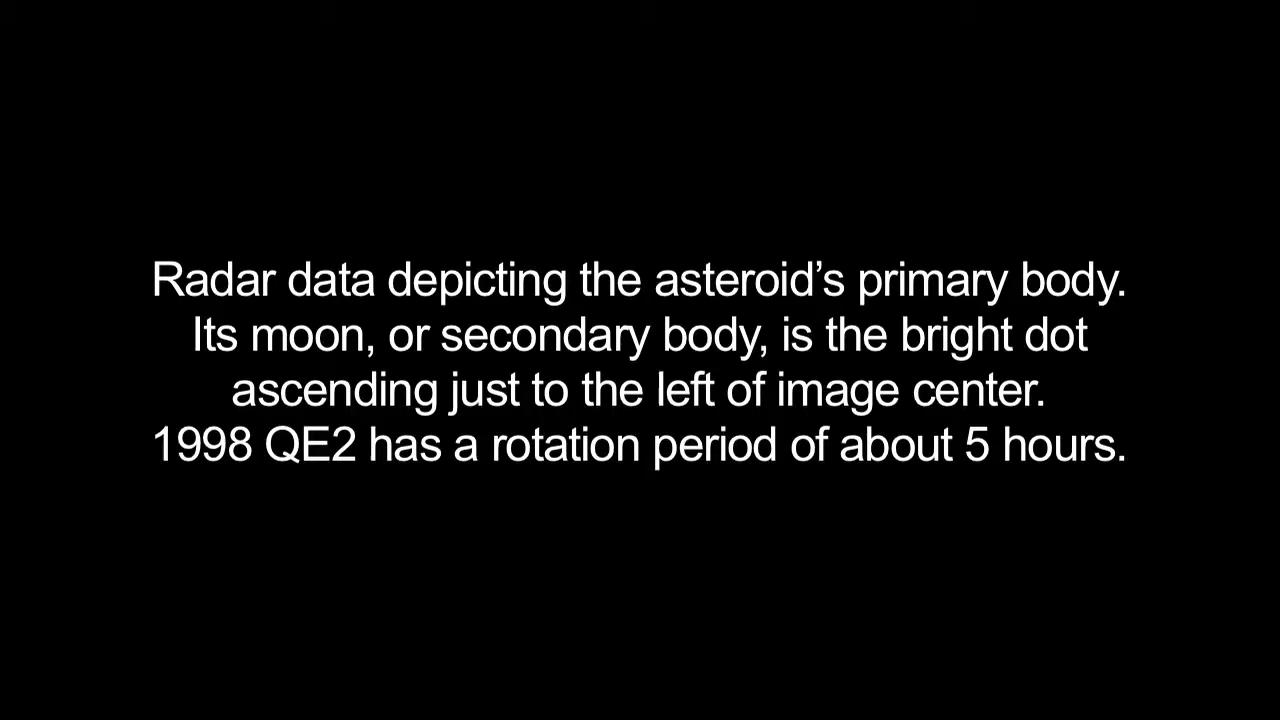 Radar data depicting the asteroid’s primary body.
Its moon, or secondary body, is the bright dot
ascending just to the left of image center.
1998 QE2 has a rotation period of about 5 hours.